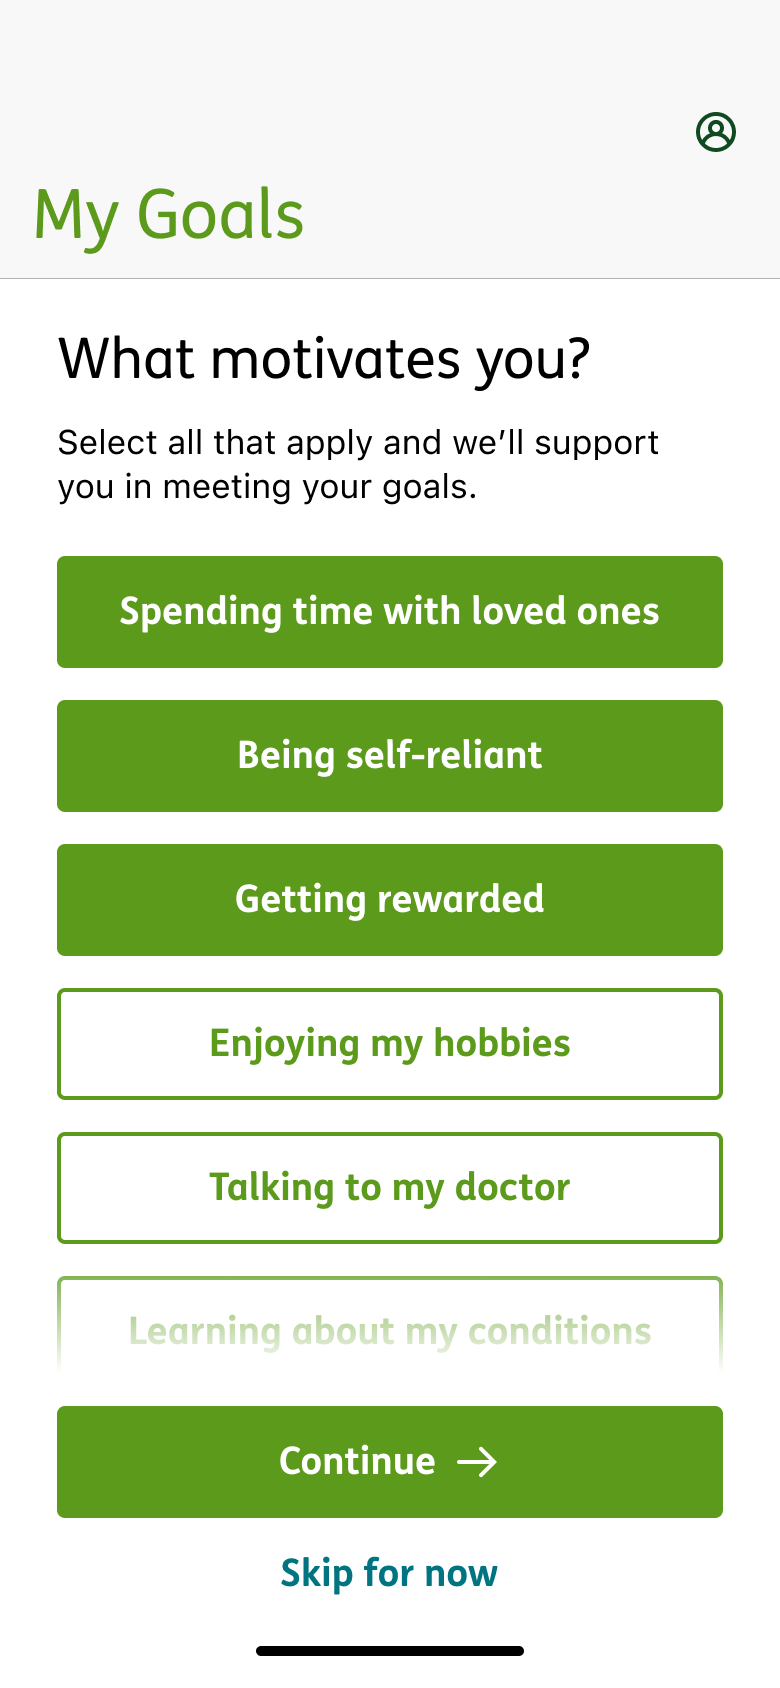 My Goals
What motivates you?
Select all that apply and we’ll support
you in meeting your goals.
Spending time with loved ones
Being self-reliant
Getting rewarded
Enjoying my hobbies
Talking to my doctor
Learning about my conditions
Continue →
Skip for now